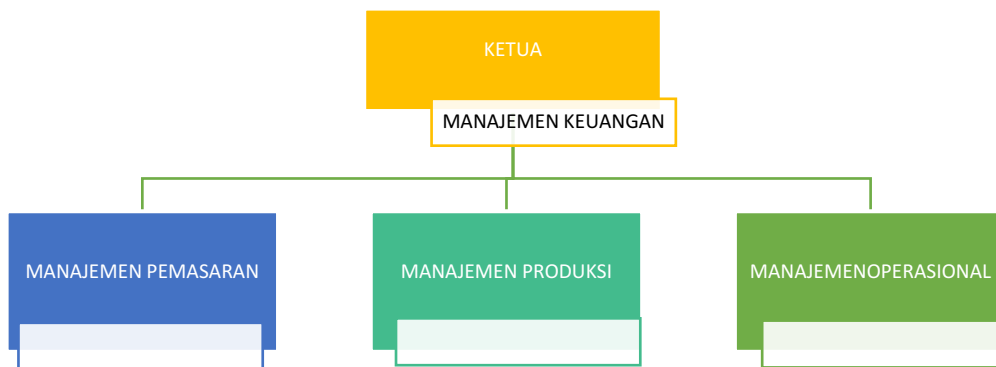 KETUA
MANAJEMEN KEUANGAN
MANAJEMEN PEMASARAN
MANAJEMEN PRODUKSI
MANAJEMENOPERASIONAL